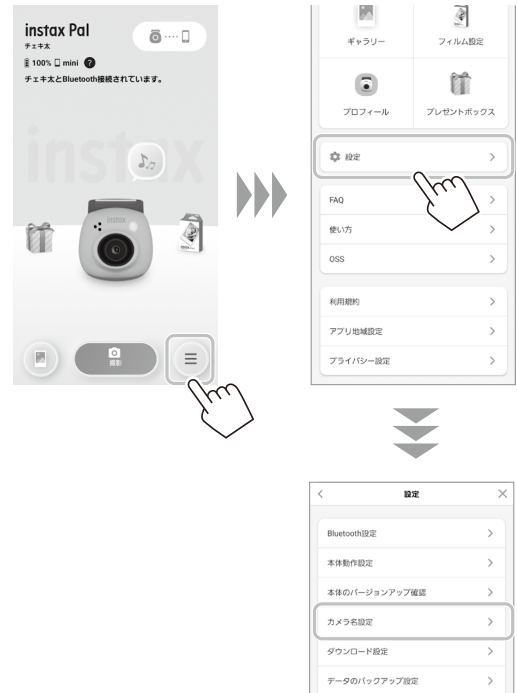 instax Pal
チェキ太
100% mini ?
チェキ太とBluetooth接続されています。
instax
instax
撮影
ギャラリー
フィルム設定
プロフィール
プレゼントボックス
設定
FAQ
使い方
OSS
利用規約
アプリ地域設定
プライバシー設定
設定
Bluetooth設定
本体動作設定
本体のバージョンアップ確認
カメラ名設定
ダウンロード設定
データのバックアップ設定